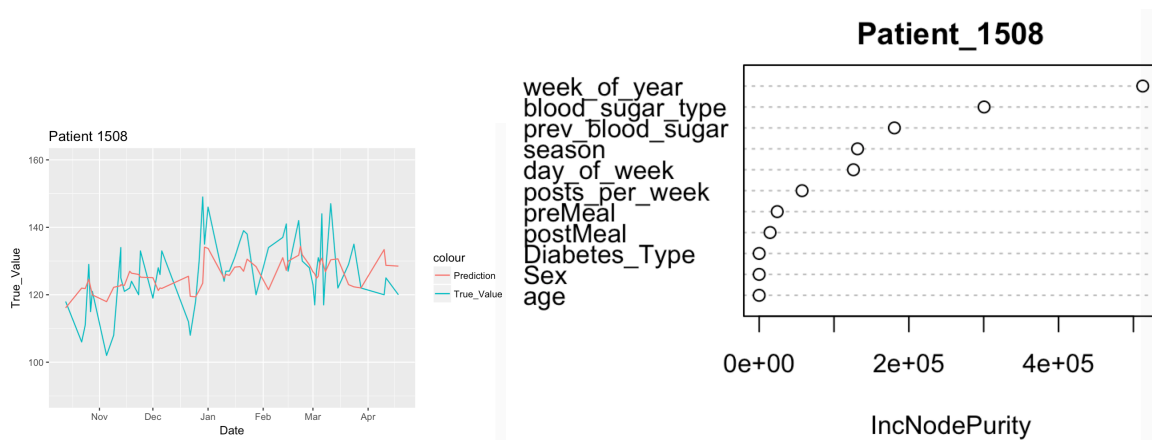 Patient 1508
160
140
120
100
True_Value
Nov Dec Jan Feb Mar Apr
Date
colour
Prediction
True_Value
Patient_1508
week_of_year
blood_sugar_type
prev_blood_sugar
season
day_of_week
posts_per_week
preMeal
postMeal
Diabetes_Type
Sex
age
0e+00 2e+05 4e+05
IncNodePurity